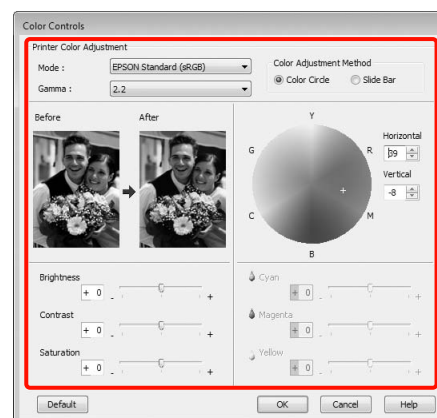 Color Controls
Printer Color Adjustment
Mode : EPSON Standard (sRGB)
Gamma : 2.2
Color Adjustment Method
Color Circle Slide Bar
Before After
Y
G R
C M
B
Horizontal
39
Vertical
-8
Brightness
+ 0 - +
Contrast
+ 0 - +
Saturation
+ 0 - +
Cyan
+ 0 - +
Magenta
+ 0 - +
Yellow
+ 0 - +
Default OK Cancel Help